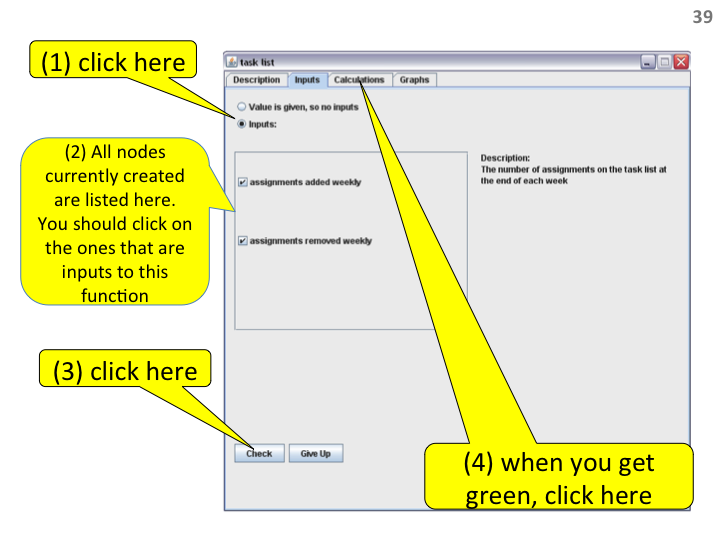 39
(1) click here
task list
Description Inputs Calculations Graphs
Value is given, so no inputs
Inputs:
(2) All nodes
currently created
are listed here.
You should click on
the ones that are
inputs to this
function
assignments added weekly
assignments removed weekly
Description:
The number of assignments on the task list at
the end of each week
(3) click here
Check Give Up
(4) when you get
green, click here